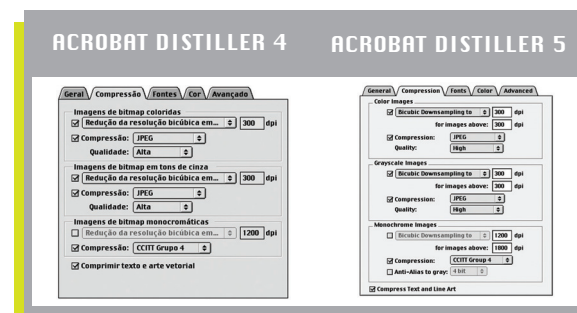 ACROBAT DISTILLER 4
Geral Compressão Fontes Cor Avançado
Imagens de bitmap coloridas
Redução da resolução bicúbica em... 300 dpi
Compressão: JPEG
Qualidade: Alta
Imagens de bitmap em tons de cinza
Redução da resolução bicúbica em... 300 dpi
Compressão: JPEG
Qualidade: Alta
Imagens de bitmap monocromáticas
Redução da resolução bicúbica em... 1200 dpi
Compressão: CCITT Grupo 4
Comprimir texto e arte vetorial
ACROBAT DISTILLER 5
General Compression Fonts Color Advanced
Color Images
Bicubic Downsampling to 300 dpi
for images above: 300 dpi
Compression: JPEG
Quality: High
Grayscale Images
Bicubic Downsampling to 300 dpi
for images above: 300 dpi
Compression: JPEG
Quality: High
Monochrome Images
Bicubic Downsampling to 1200 dpi
for images above: 1800 dpi
Compression: CCITT Group 4
Anti-Alias to gray: 4 bit
Compress Text and Line Art